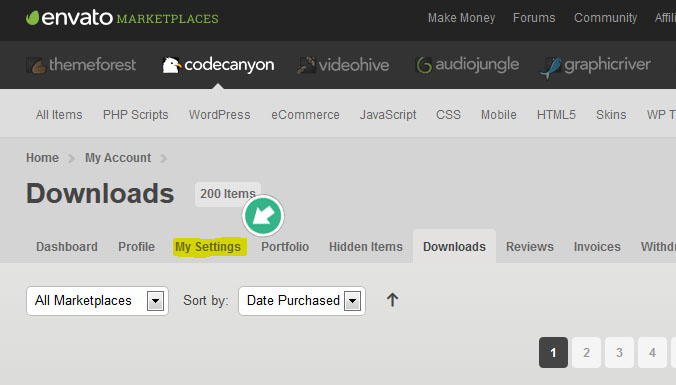 envato MARKETPLACES Make Money Forums Community
themeforest codecanyon videohive audiojungle graphicriver
All Items PHP Scripts WordPress eCommerce JavaScript CSS Mobile HTML5 Skins WP T
Home My Account
Downloads 200 Items
Dashboard Profile My Settings Portfolio Hidden Items Downloads Reviews Invoices Withdr
All Marketplaces Sort by: Date Purchased
1 2 3 4